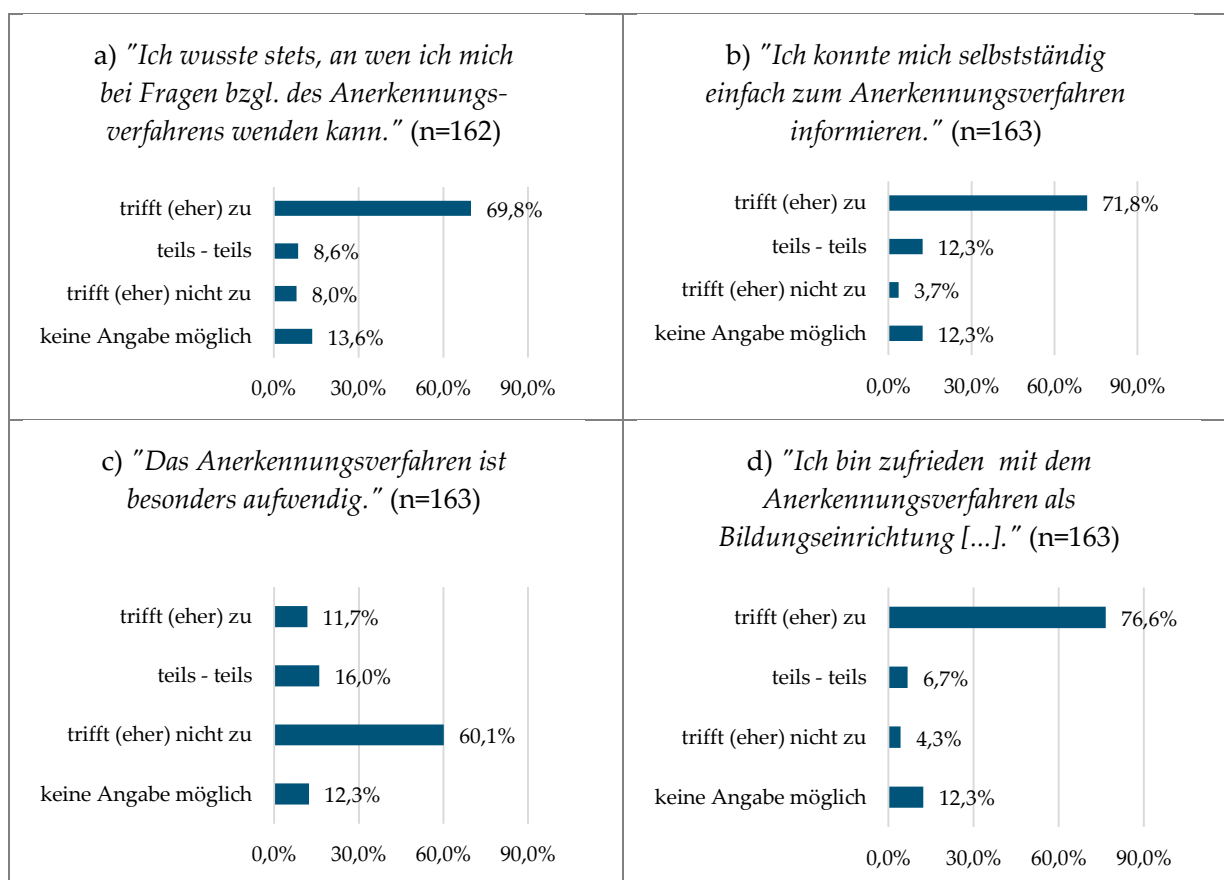 a) "Ich wusste stets, an wen ich mich
bei Fragen bzgl. des Anerkennungs-
verfahrens wenden kann." (n=162)
trifft (eher) zu 69,8%
teils - teils 8,6%
trifft (eher) nicht zu 8,0%
keine Angabe möglich 13,6%
0,0% 30,0% 60,0% 90,0%
b) "Ich konnte mich selbstständig
einfach zum Anerkennungsverfahren
informieren." (n=163)
trifft (eher) zu 71,8%
teils - teils 12,3%
trifft (eher) nicht zu 3,7%
keine Angabe möglich 12,3%
0,0% 30,0% 60,0% 90,0%
c) "Das Anerkennungsverfahren ist
besonders aufwendig." (n=163)
trifft (eher) zu 11,7%
teils - teils 16,0%
trifft (eher) nicht zu 60,1%
keine Angabe möglich 12,3%
0,0% 30,0% 60,0% 90,0%
d) "Ich bin zufrieden mit dem
Anerkennungsverfahren als
Bildungseinrichtung [...]." (n=163)
trifft (eher) zu 76,6%
teils - teils 6,7%
trifft (eher) nicht zu 4,3%
keine Angabe möglich 12,3%
0,0% 30,0% 60,0% 90,0%